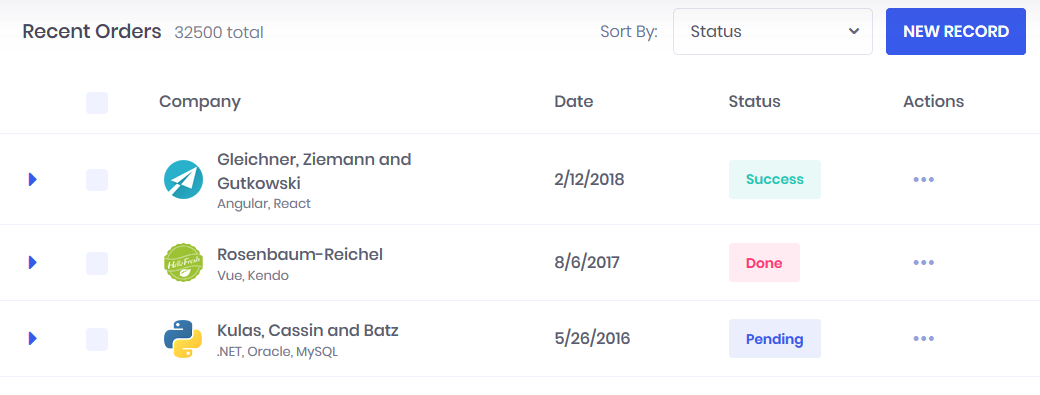 Recent Orders 32500 total Sort By: Status NEW RECORD
Company Date Status Actions
Gleichner, Ziemann and
Gutkowski
Angular, React
2/12/2018 Success
HelloFresh
Rosenbaum-Reichel
Vue, Kendo
8/6/2017 Done
Kulas, Cassin and Batz
.NET, Oracle, MySQL
5/26/2016 Pending